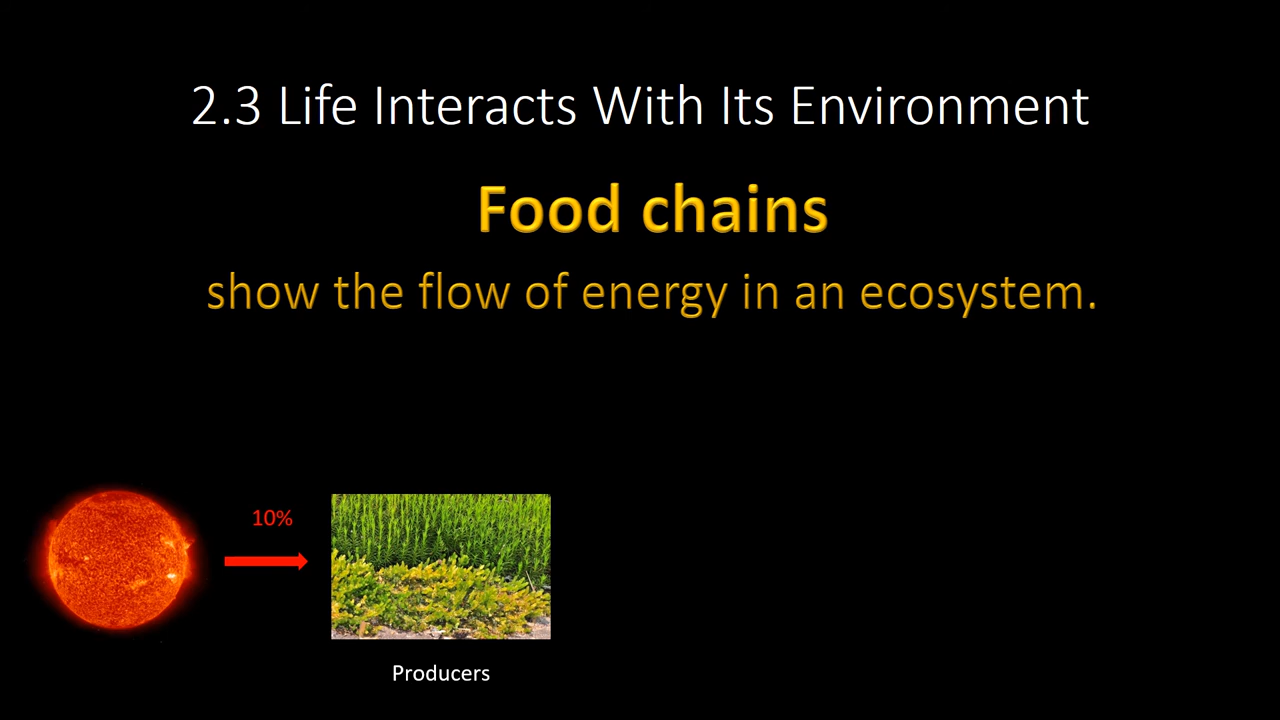 2.3 Life Interacts With Its Environment
Food chains
show the flow of energy in an ecosystem.
10%
Producers